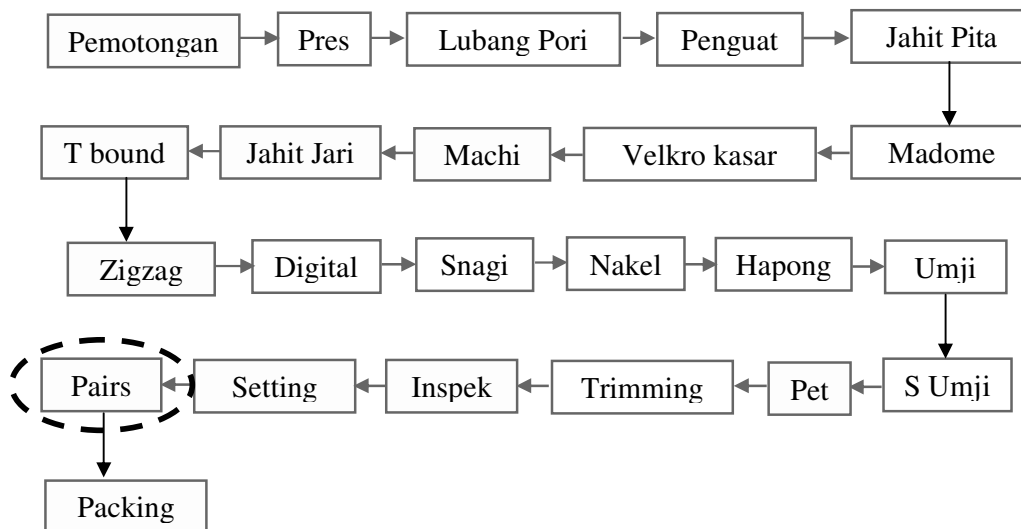 Pemotongan
Pres
Lubang Pori
Penguat
Jahit Pita
Madome
Velkro kasar
Machi
Jahit Jari
T bound
Zigzag
Digital
Snagi
Nakel
Hapong
Umji
S Umji
Pet
Trimming
Inspek
Setting
Pairs
Packing